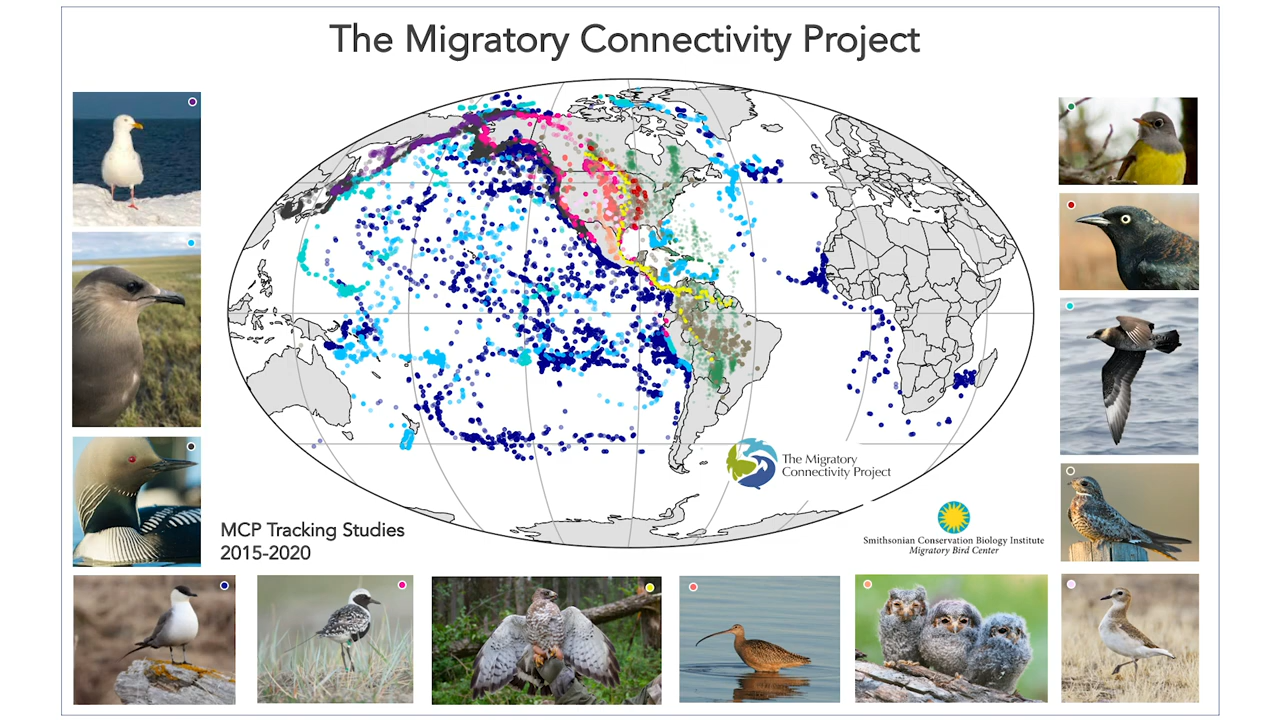 The Migratory Connectivity Project
The Migratory
Connectivity Project
MCP Tracking Studies
2015-2020
Smithsonian Conservation Biology Institute
Migratory Bird Center